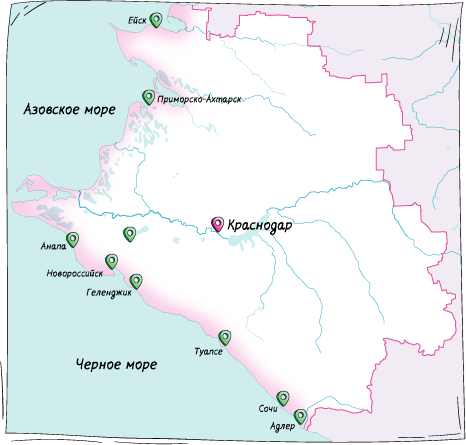 Ейск
Приморско-Ахтарск
Азовское море
Краснодар
Анапа
Новороссийск
Геленджик
Туапсе
Черное море
Сочи
Адлер